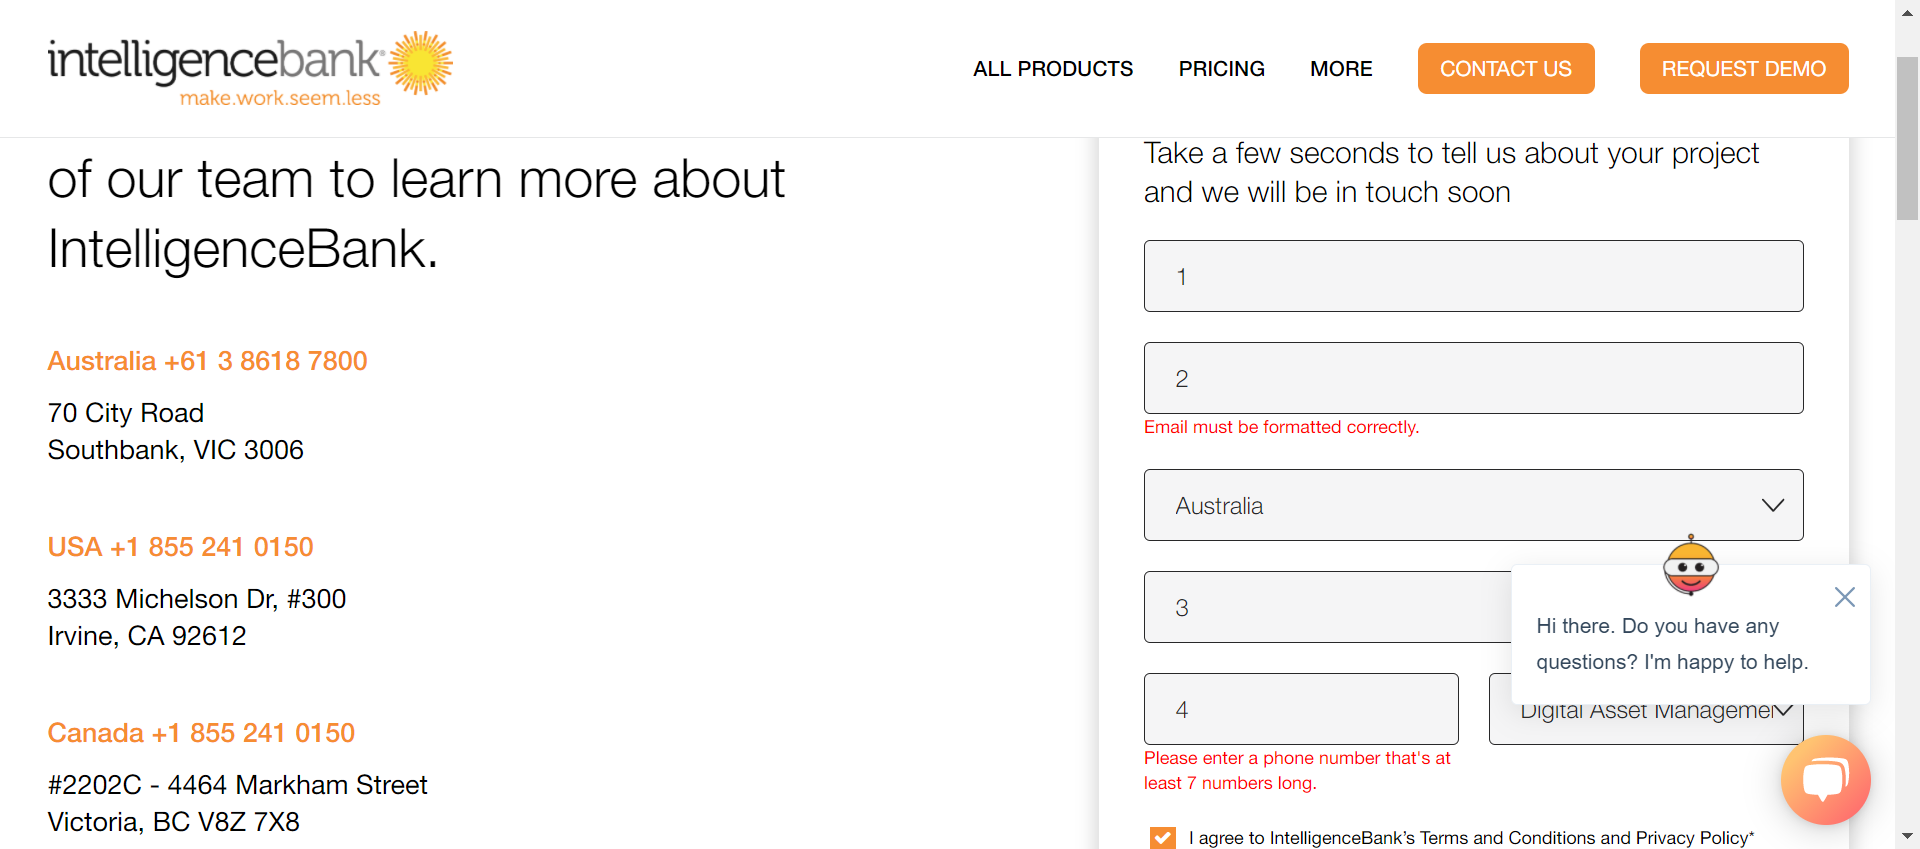 intelligencebank
make.work.seem.less
ALL PRODUCTS
PRICING
MORE
CONTACT US
REQUEST DEMO
of our team to learn more about
IntelligenceBank.
Australia +61 3 8618 7800
70 City Road
Southbank, VIC 3006
USA +1 855 241 0150
3333 Michelson Dr, #300
Irvine, CA 92612
Canada +1 855 241 0150
#2202C - 4464 Markham Street
Victoria, BC V8Z 7X8
Take a few seconds to tell us about your project
and we will be in touch soon
1
2
Email must be formatted correctly.
Australia
3
4
Digital Asset Managemen
Please enter a phone number that's at
least 7 numbers long.
I agree to IntelligenceBank’s Terms and Conditions and Privacy Policy*
Hi there. Do you have any
questions? I'm happy to help.